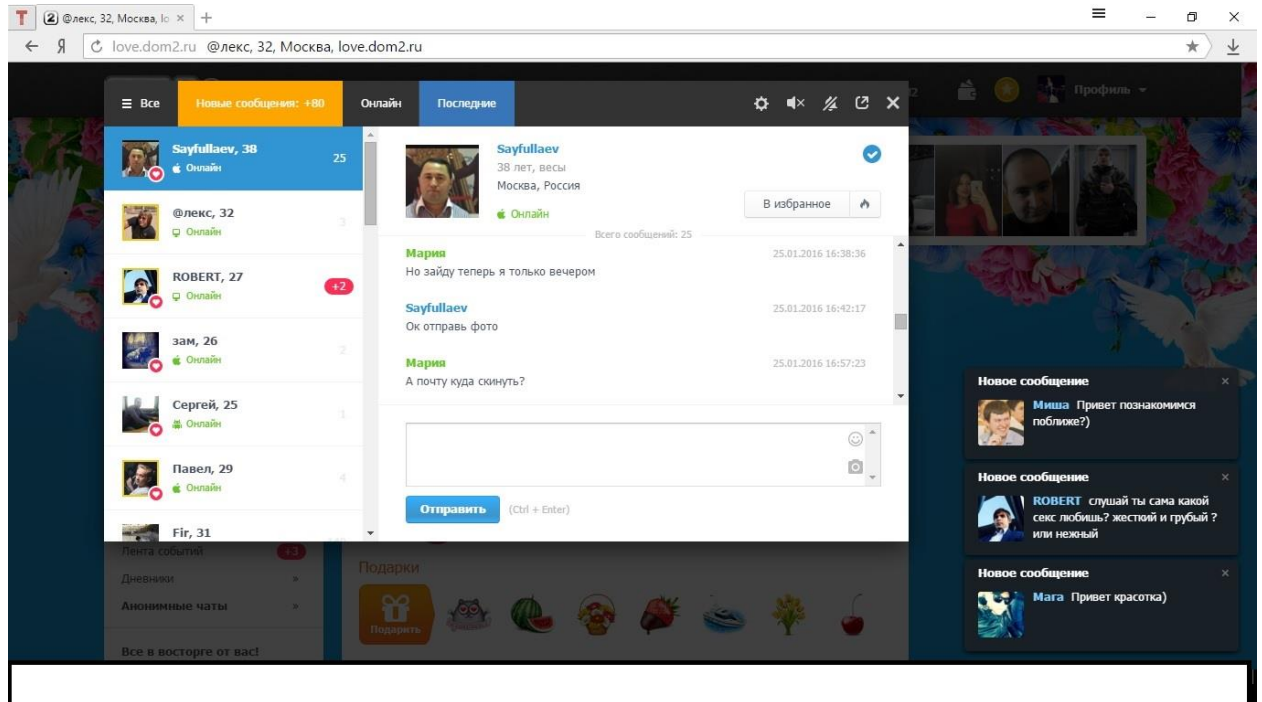 @лекс, 32, Москва, lo
love.dom2.ru @лекс, 32, Москва, love.dom2.ru
Все
Новые сообщения: +80
Онлайн
Последние
Профиль
Sayfullaev, 38
Онлайн
25
@лекс, 32
Онлайн
3
ROBERT, 27
Онлайн
+2
зам, 26
Онлайн
2
Сергей, 25
Онлайн
1
Павел, 29
Онлайн
4
Fir, 31
Sayfullaev
38 лет, весы
Москва, Россия
Онлайн
В избранное
Всего сообщений: 25
Мария 25.01.2016 16:38:36
Но зайду теперь я только вечером
Sayfullaev 25.01.2016 16:42:17
Ок отправь фото
Мария 25.01.2016 16:57:23
А почту куда скинуть?
Отправить (Ctrl + Enter)
Лента событий +3
Дневники »
Анонимные чаты »
Все в восторге от вас!
Подарки
Подарить
Новое сообщение
Миша Привет познакомимся
поближе?)
Новое сообщение
ROBERT слушай ты сама какой
секс любишь? жесткий и грубый ?
или нежный
Новое сообщение
Mara Привет красотка)